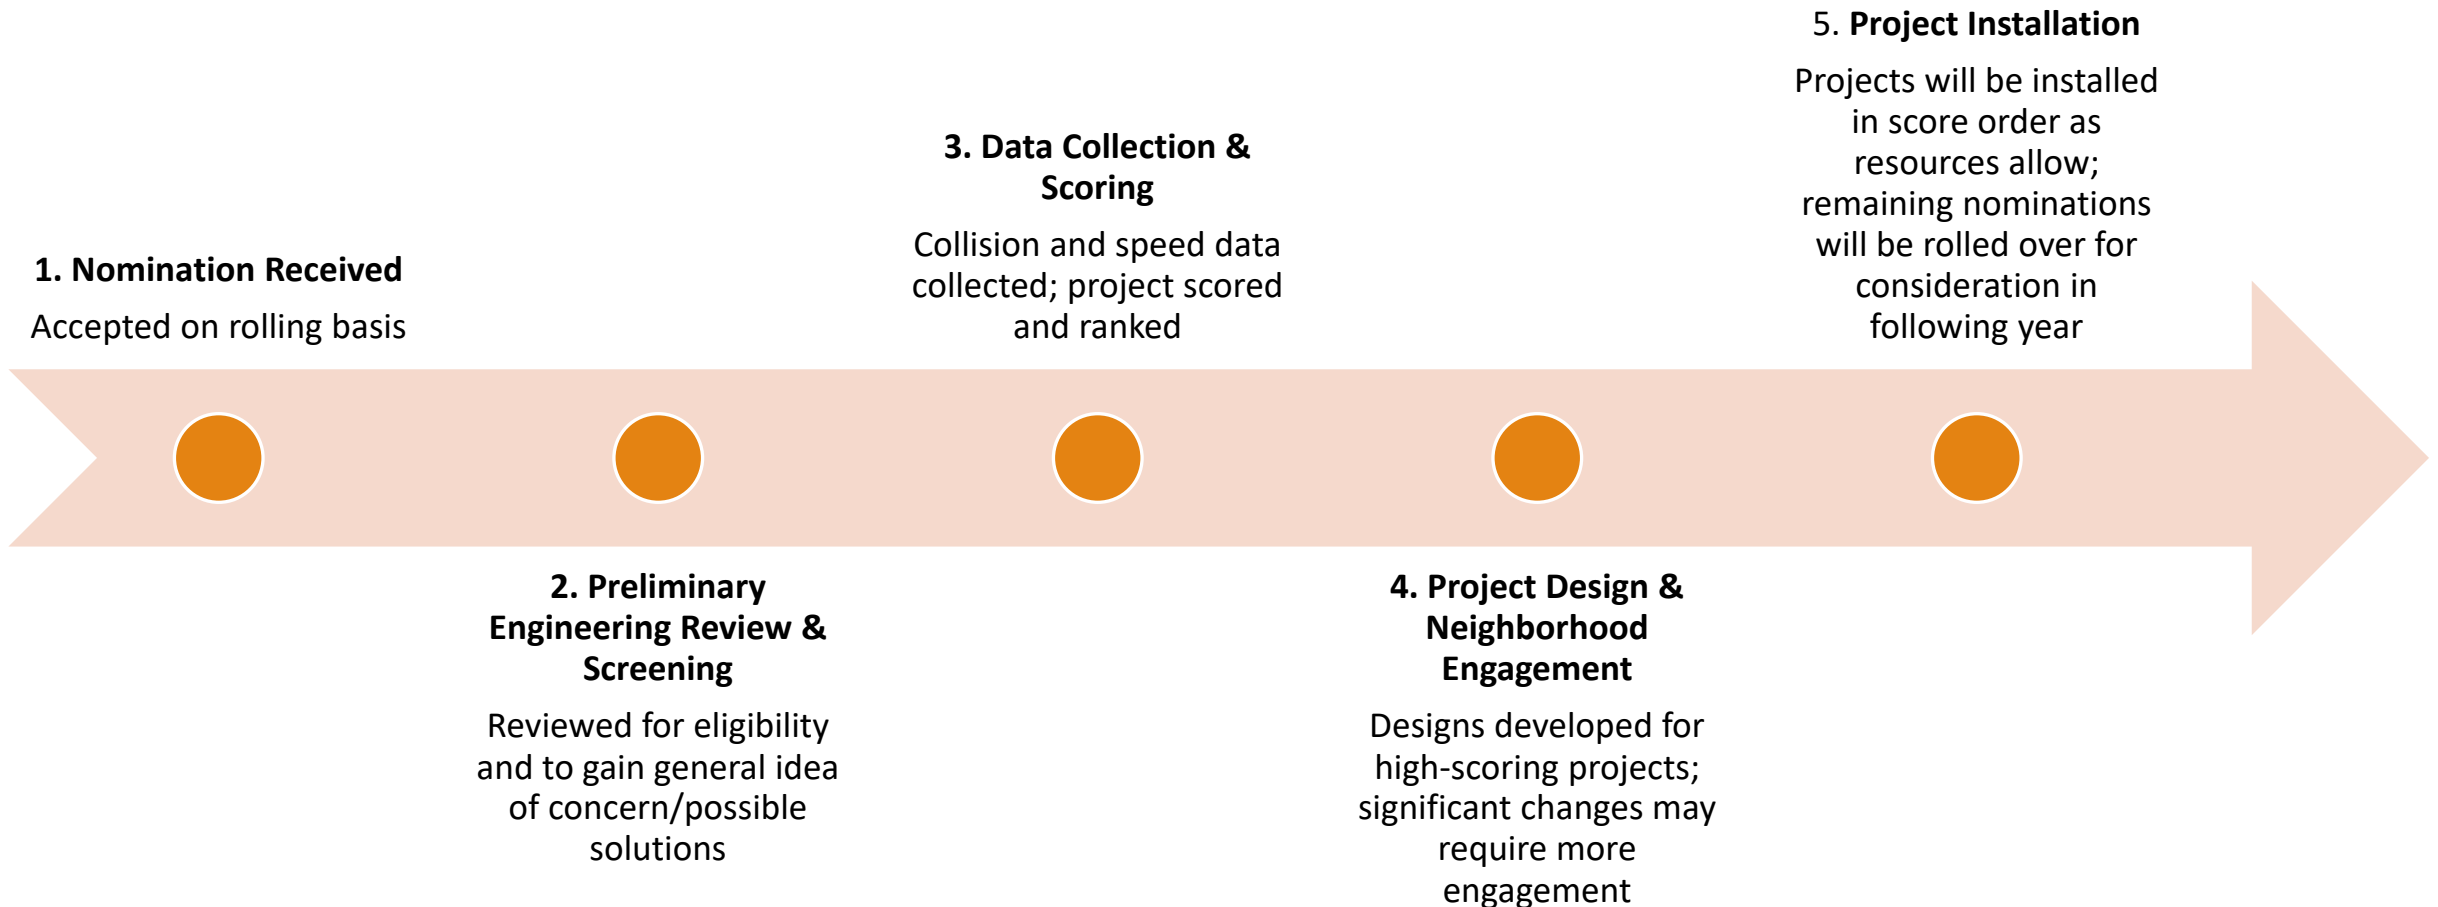 1. Nomination Received
Accepted on rolling basis
2. Preliminary
Engineering Review &
Screening
Reviewed for eligibility
and to gain general idea
of concern/possible
solutions
3. Data Collection &
Scoring
Collision and speed data
collected; project scored
and ranked
4. Project Design &
Neighborhood
Engagement
Designs developed for
high-scoring projects;
significant changes may
require more
engagement
5. Project Installation
Projects will be installed
in score order as
resources allow;
remaining nominations
will be rolled over for
consideration in
following year